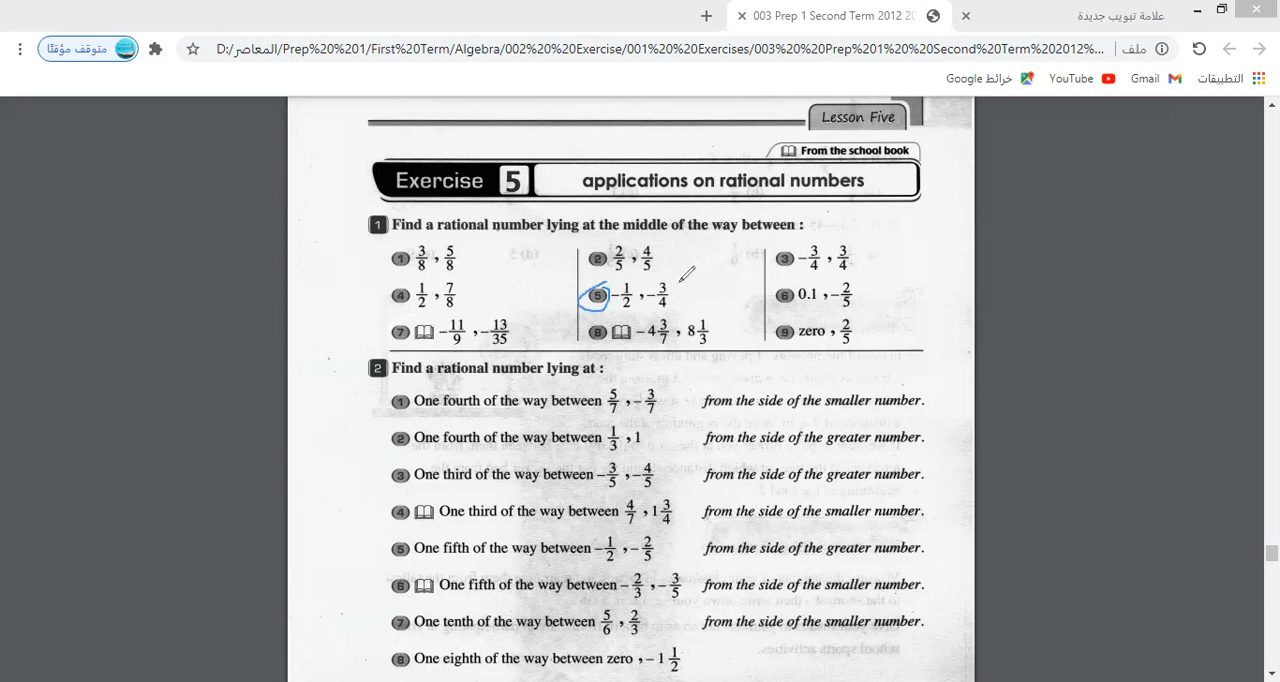 003 Prep 1 Second Term 2012 20
علامة تبويب جديدة
متوقف مؤقتًا
D:/المعاصر/Prep%20%201/First%20Term/Algebra/002%20%20Exercise/001%20%20Exercises/003%20%20Prep%201%20%20Second%20Term%202012%...
ملف
خرائط Google YouTube Gmail التطبيقات
Lesson Five
From the school book
Exercise 5 applications on rational numbers
1 Find a rational number lying at the middle of the way between :
1 3/8 , 5/8 2 2/5 , 4/5 3 -3/4 , 3/4
4 1/2 , 7/8 5 -1/2 , -3/4 6 0.1 , -2/5
7 -11/9 , -13/35 8 -4 3/7 , 8 1/3 9 zero , 2/5
2 Find a rational number lying at :
1 One fourth of the way between 5/7 , -3/7 from the side of the smaller number.
2 One fourth of the way between 1/3 , 1 from the side of the greater number.
3 One third of the way between -3/5 , -4/5 from the side of the greater number.
4 One third of the way between 4/7 , 1 3/4 from the side of the smaller number.
5 One fifth of the way between -1/2 , -2/5 from the side of the greater number.
6 One fifth of the way between -2/3 , -3/5 from the side of the smaller number.
7 One tenth of the way between 5/6 , 2/3 from the side of the smaller number.
8 One eighth of the way between zero , -1 1/2